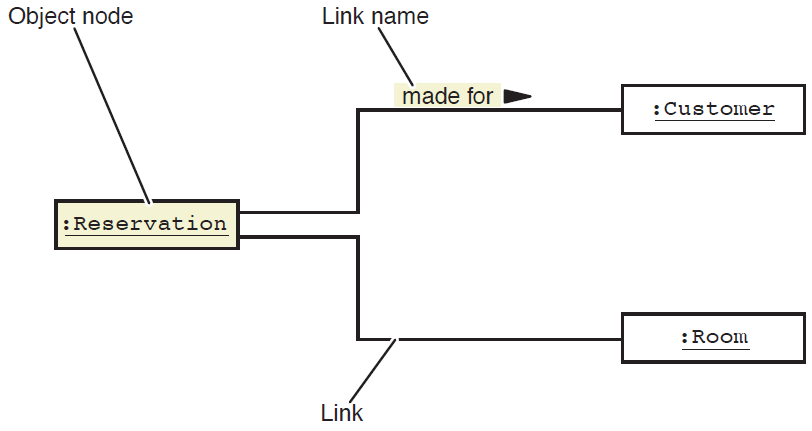 Object node
Link name
made for
:Customer
:Reservation
:Room
Link